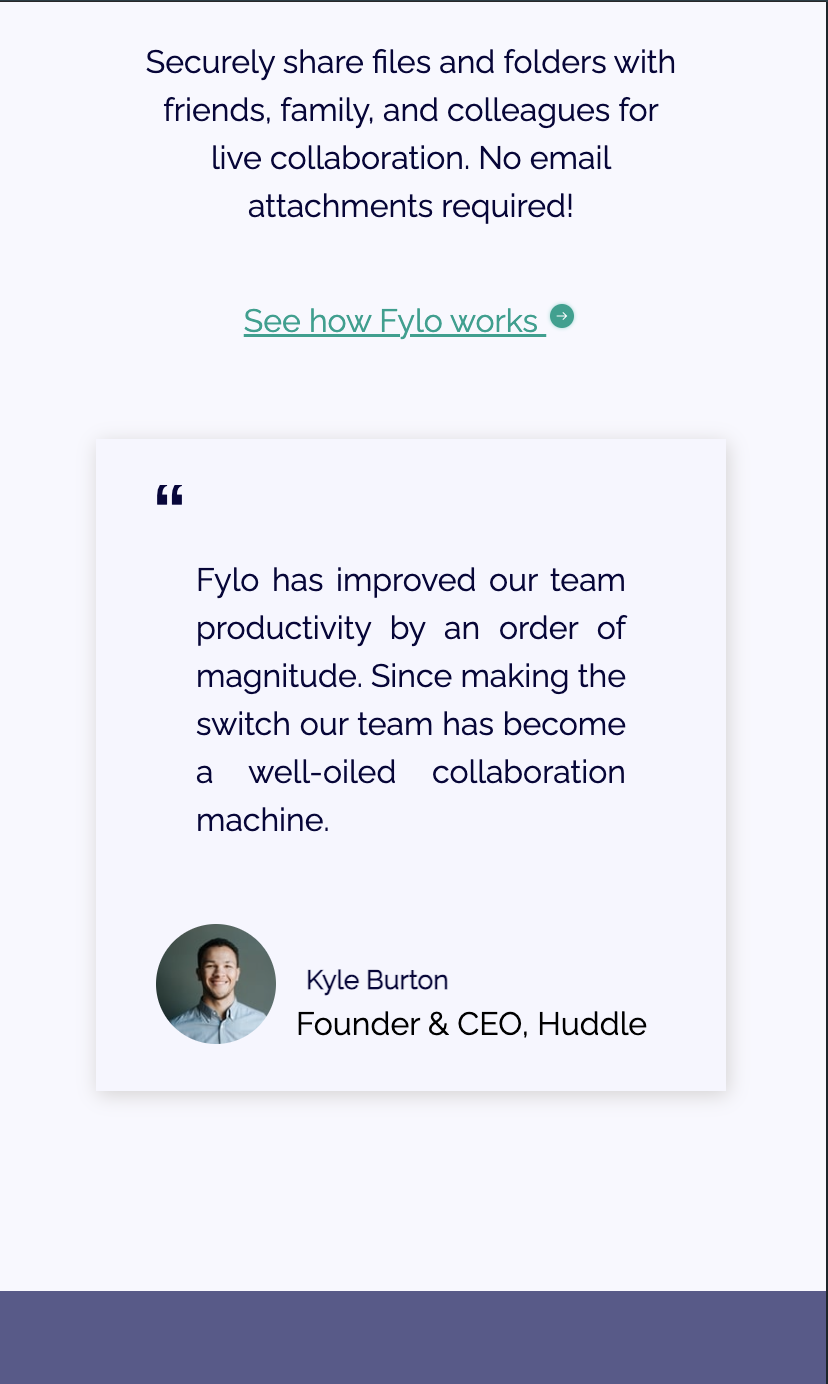 Securely share files and folders with
friends, family, and colleagues for
live collaboration. No email
attachments required!
See how Fylo works
“
Fylo has improved our team
productivity by an order of
magnitude. Since making the
switch our team has become
a well-oiled collaboration
machine.
Kyle Burton
Founder & CEO, Huddle